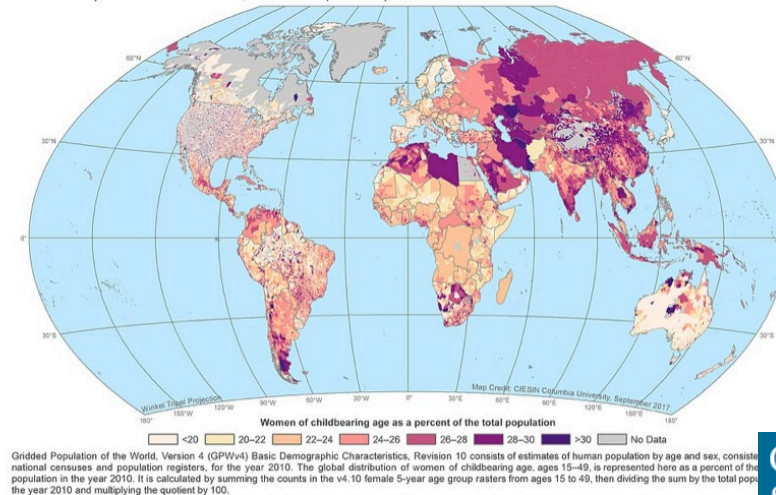 60°N
60°N
30°N
30°N
0°
0°
30°S
30°S
Winkel Tripel Projection
Map Credit: CIESIN Columbia University, September 2017
180° 150°W 120°W 90°W 60°W 30°W 0° 30°E 60°E 90°E 120°E 150°E 180°
Women of childbearing age as a percent of the total population
<20 20–22 22–24 24–26 26–28 28–30 >30 No Data
Gridded Population of the World, Version 4 (GPWv4) Basic Demographic Characteristics, Revision 10 consists of estimates of human population by age and sex, consiste
national censuses and population registers, for the year 2010. The global distribution of women of childbearing age, ages 15–49, is represented here as a percent of the
population in the year 2010. It is calculated by summing the counts in the v4.10 female 5-year age group rasters from ages 15 to 49, then dividing the sum by the total popu
the year 2010 and multiplying the quotient by 100.